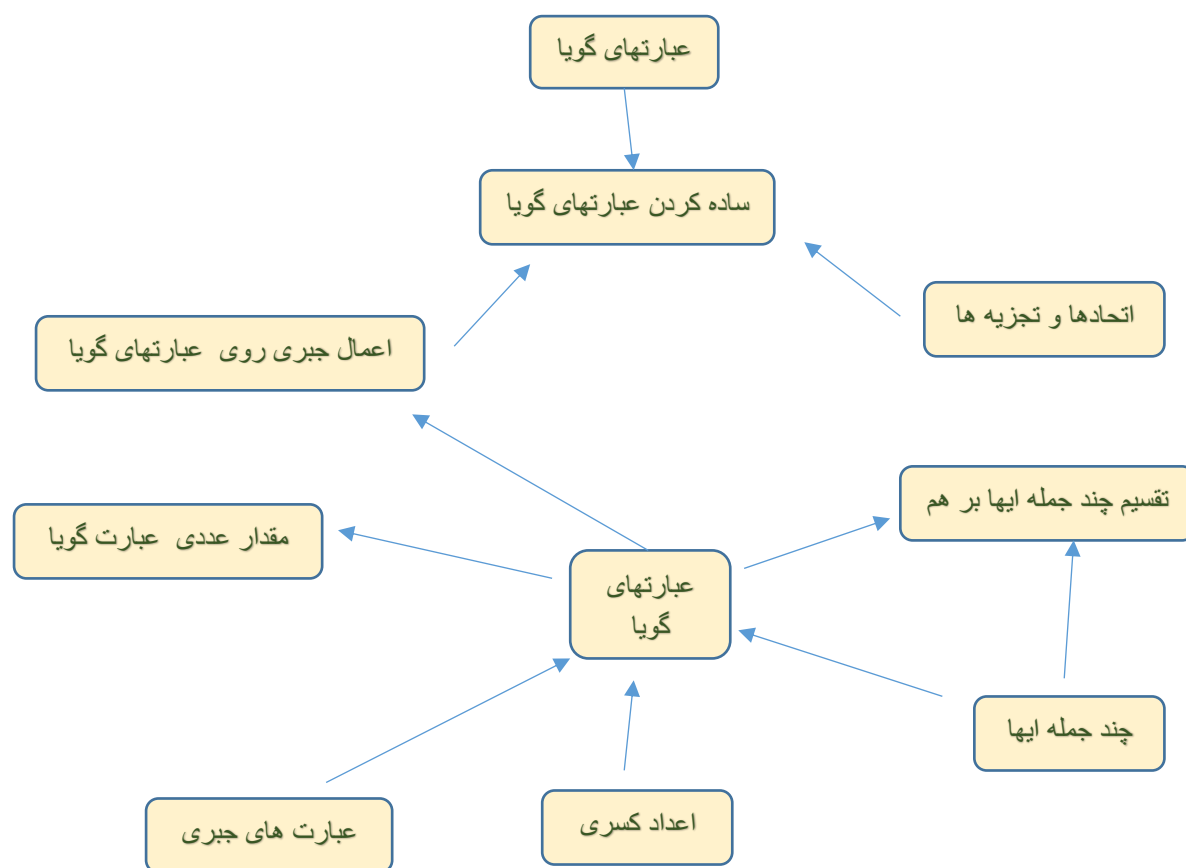 عبارتهای گویا
ساده کردن عبارتهای گویا
اتحادها و تجزیه ها
اعمال جبری روی عبارتهای گویا
تقسیم چند جمله ایها بر هم
مقدار عددی عبارت گویا
عبارتهای
گویا
چند جمله ایها
اعداد کسری
عبارت های جبری